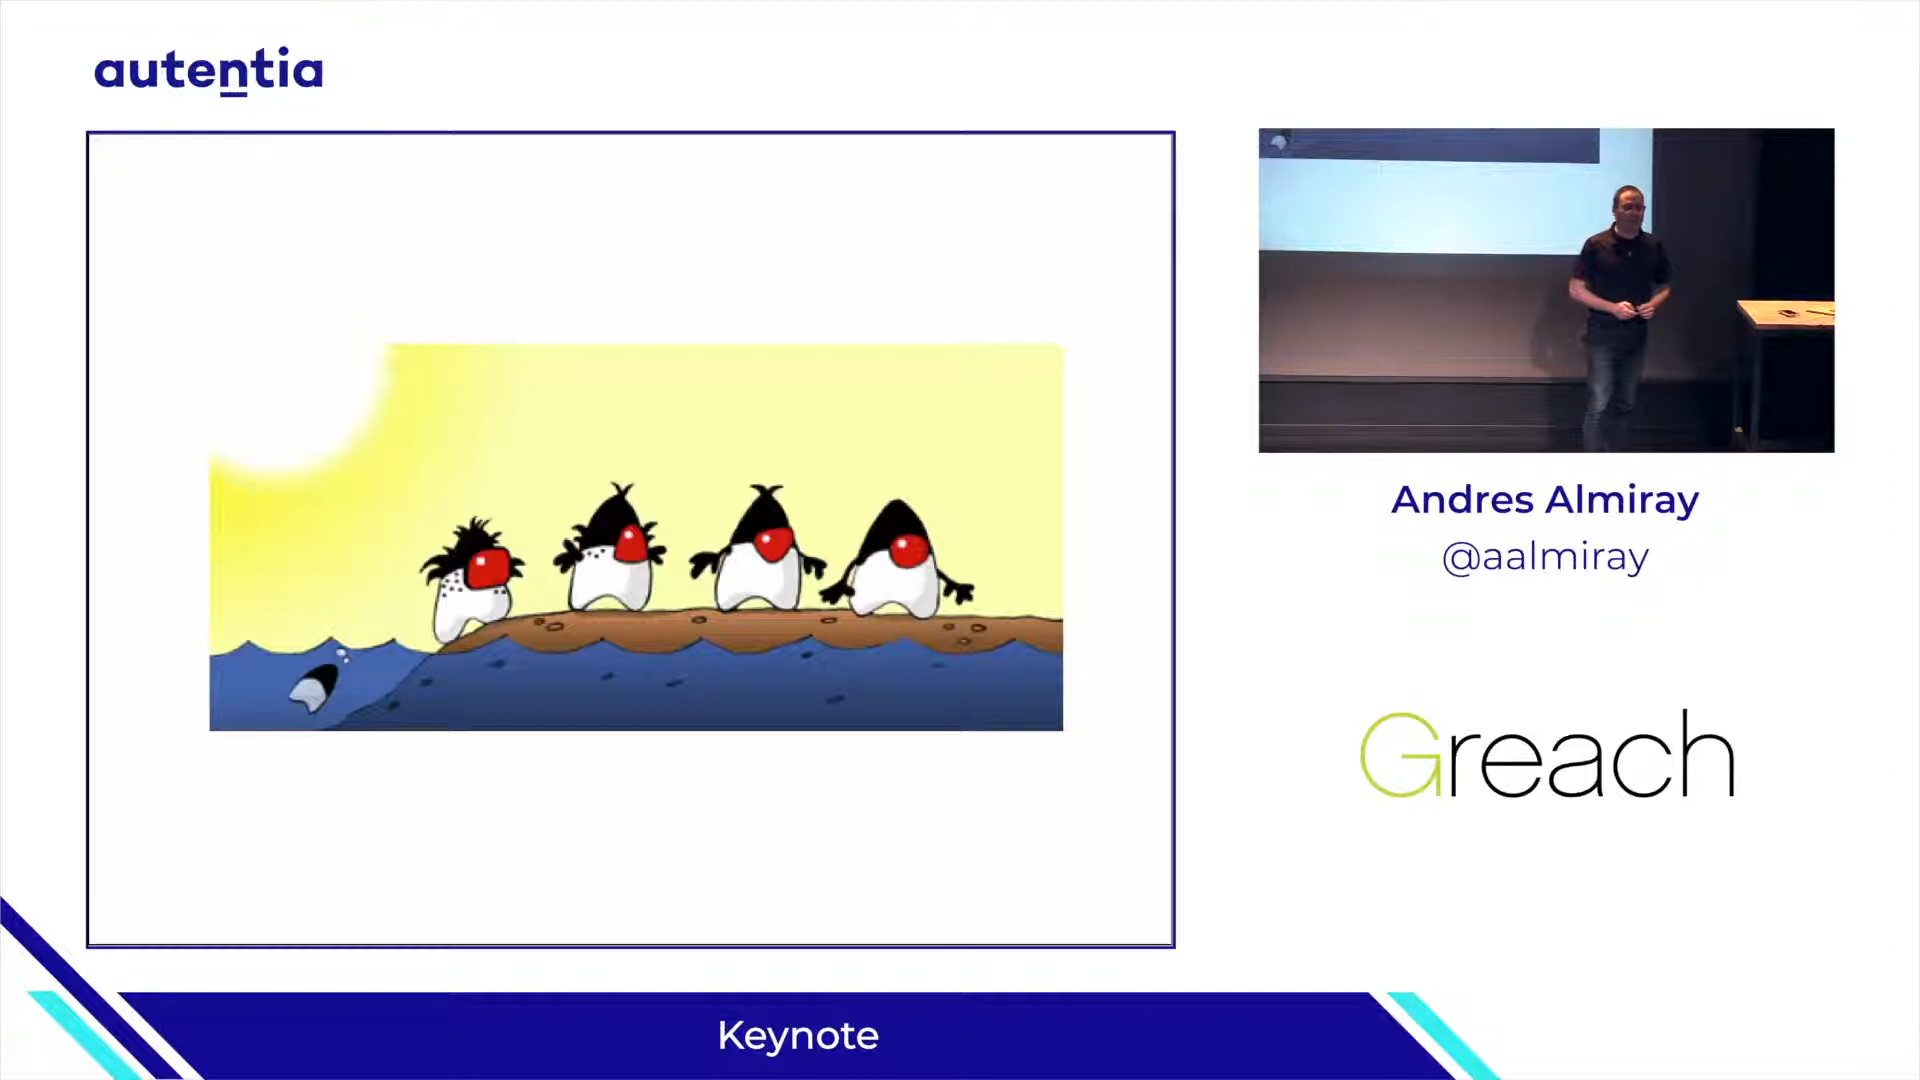 autentia
Andres Almiray
@aalmiray
Greach
Keynote